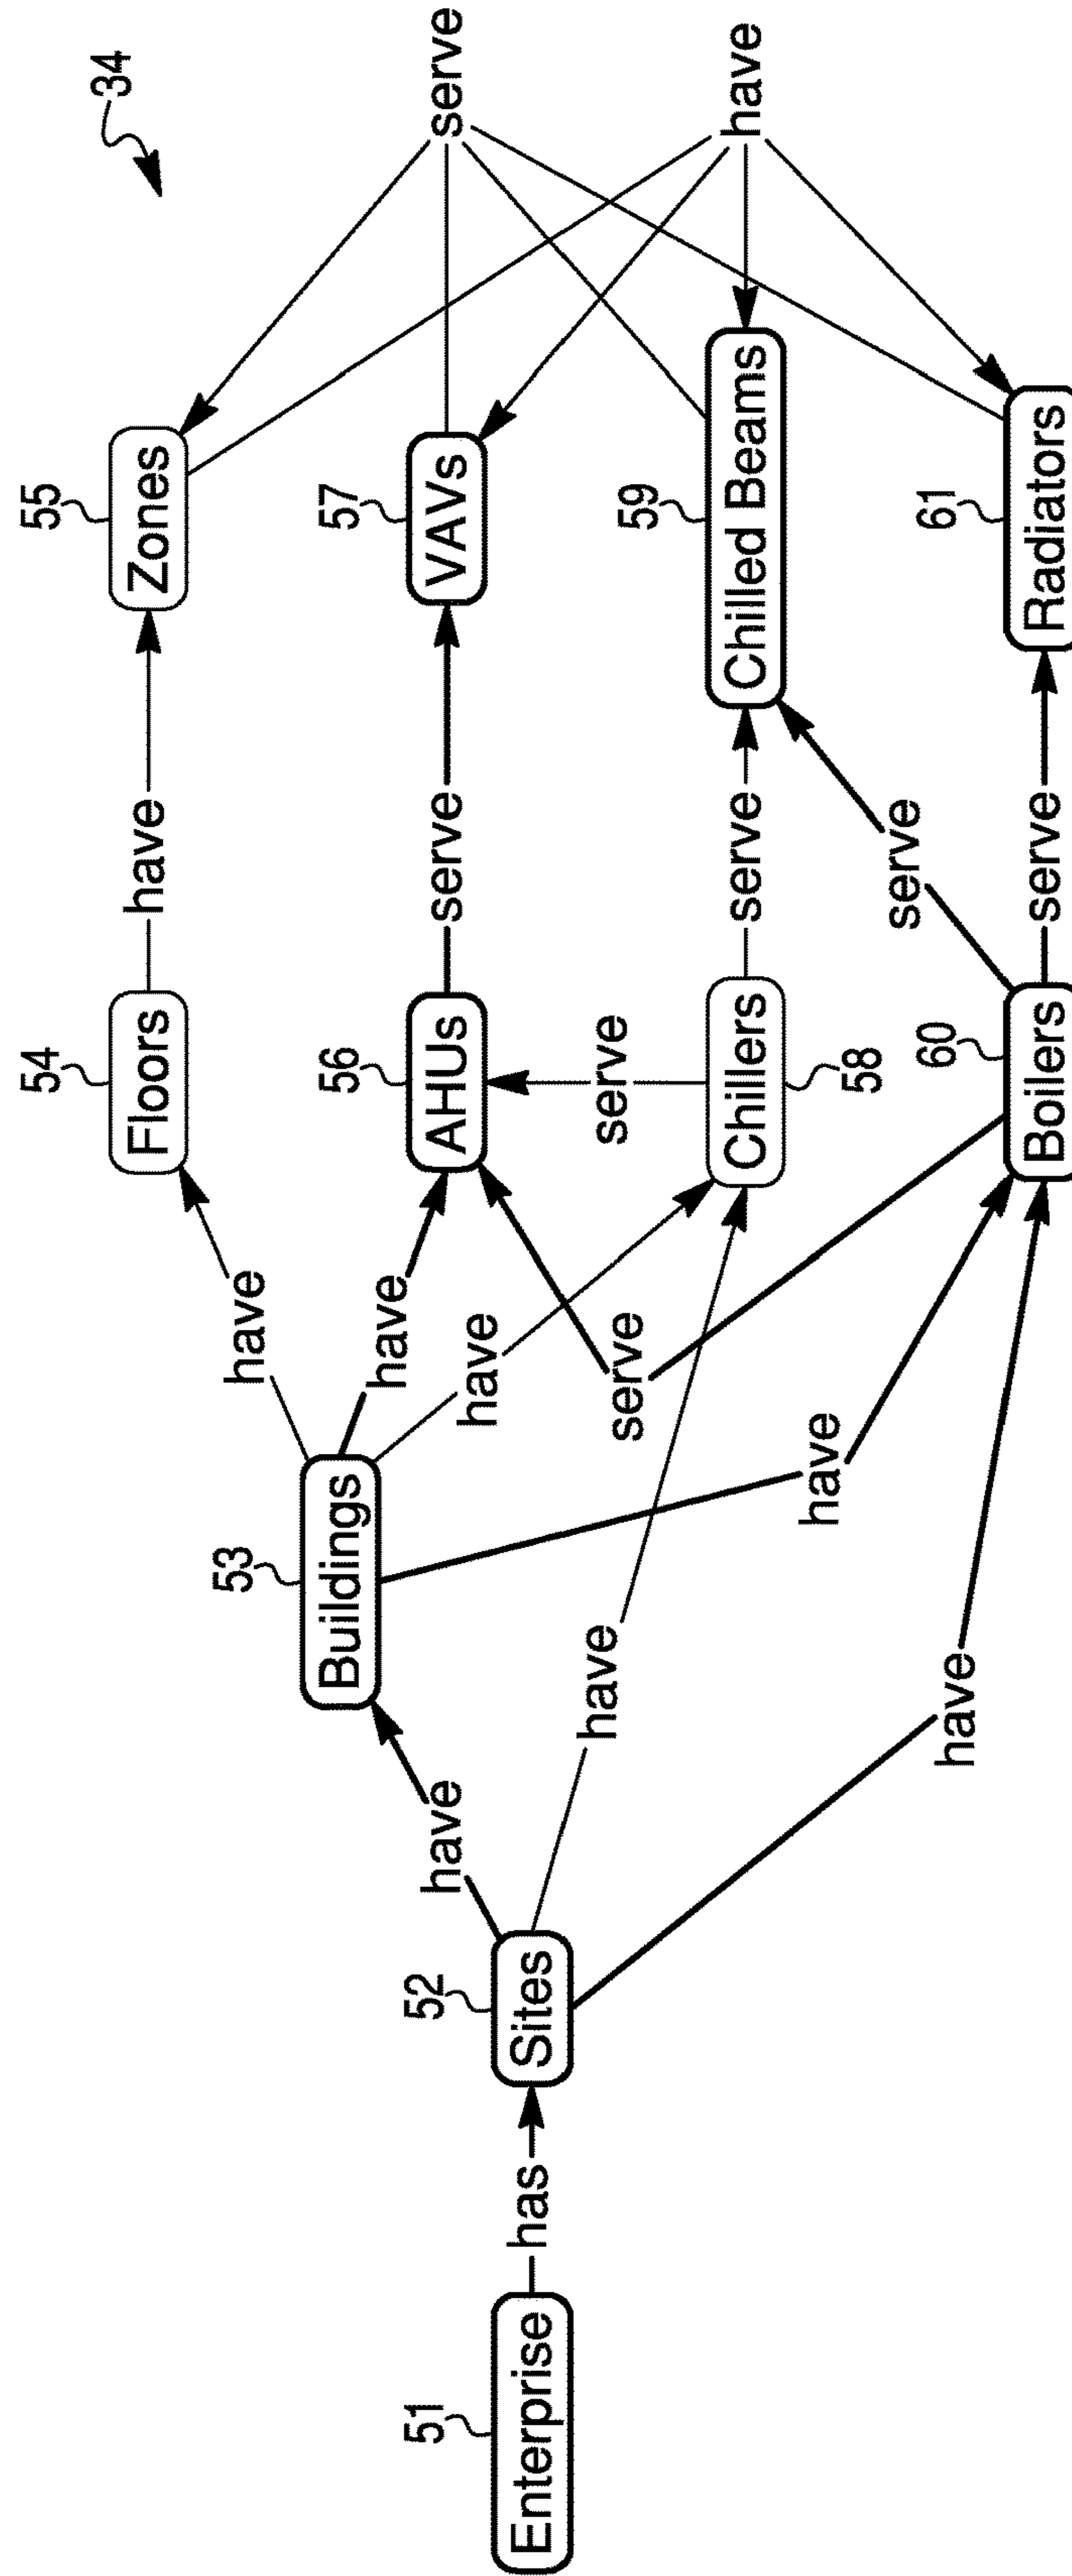 34
51
Enterprise
has
52
Sites
have
have
have
53
Buildings
have
have
have
have
54
Floors
have
55
Zones
56
AHUs
serve
57
VAVs
serve
serve
58
Chillers
serve
59
Chilled Beams
serve
60
Boilers
serve
61
Radiators
serve
have